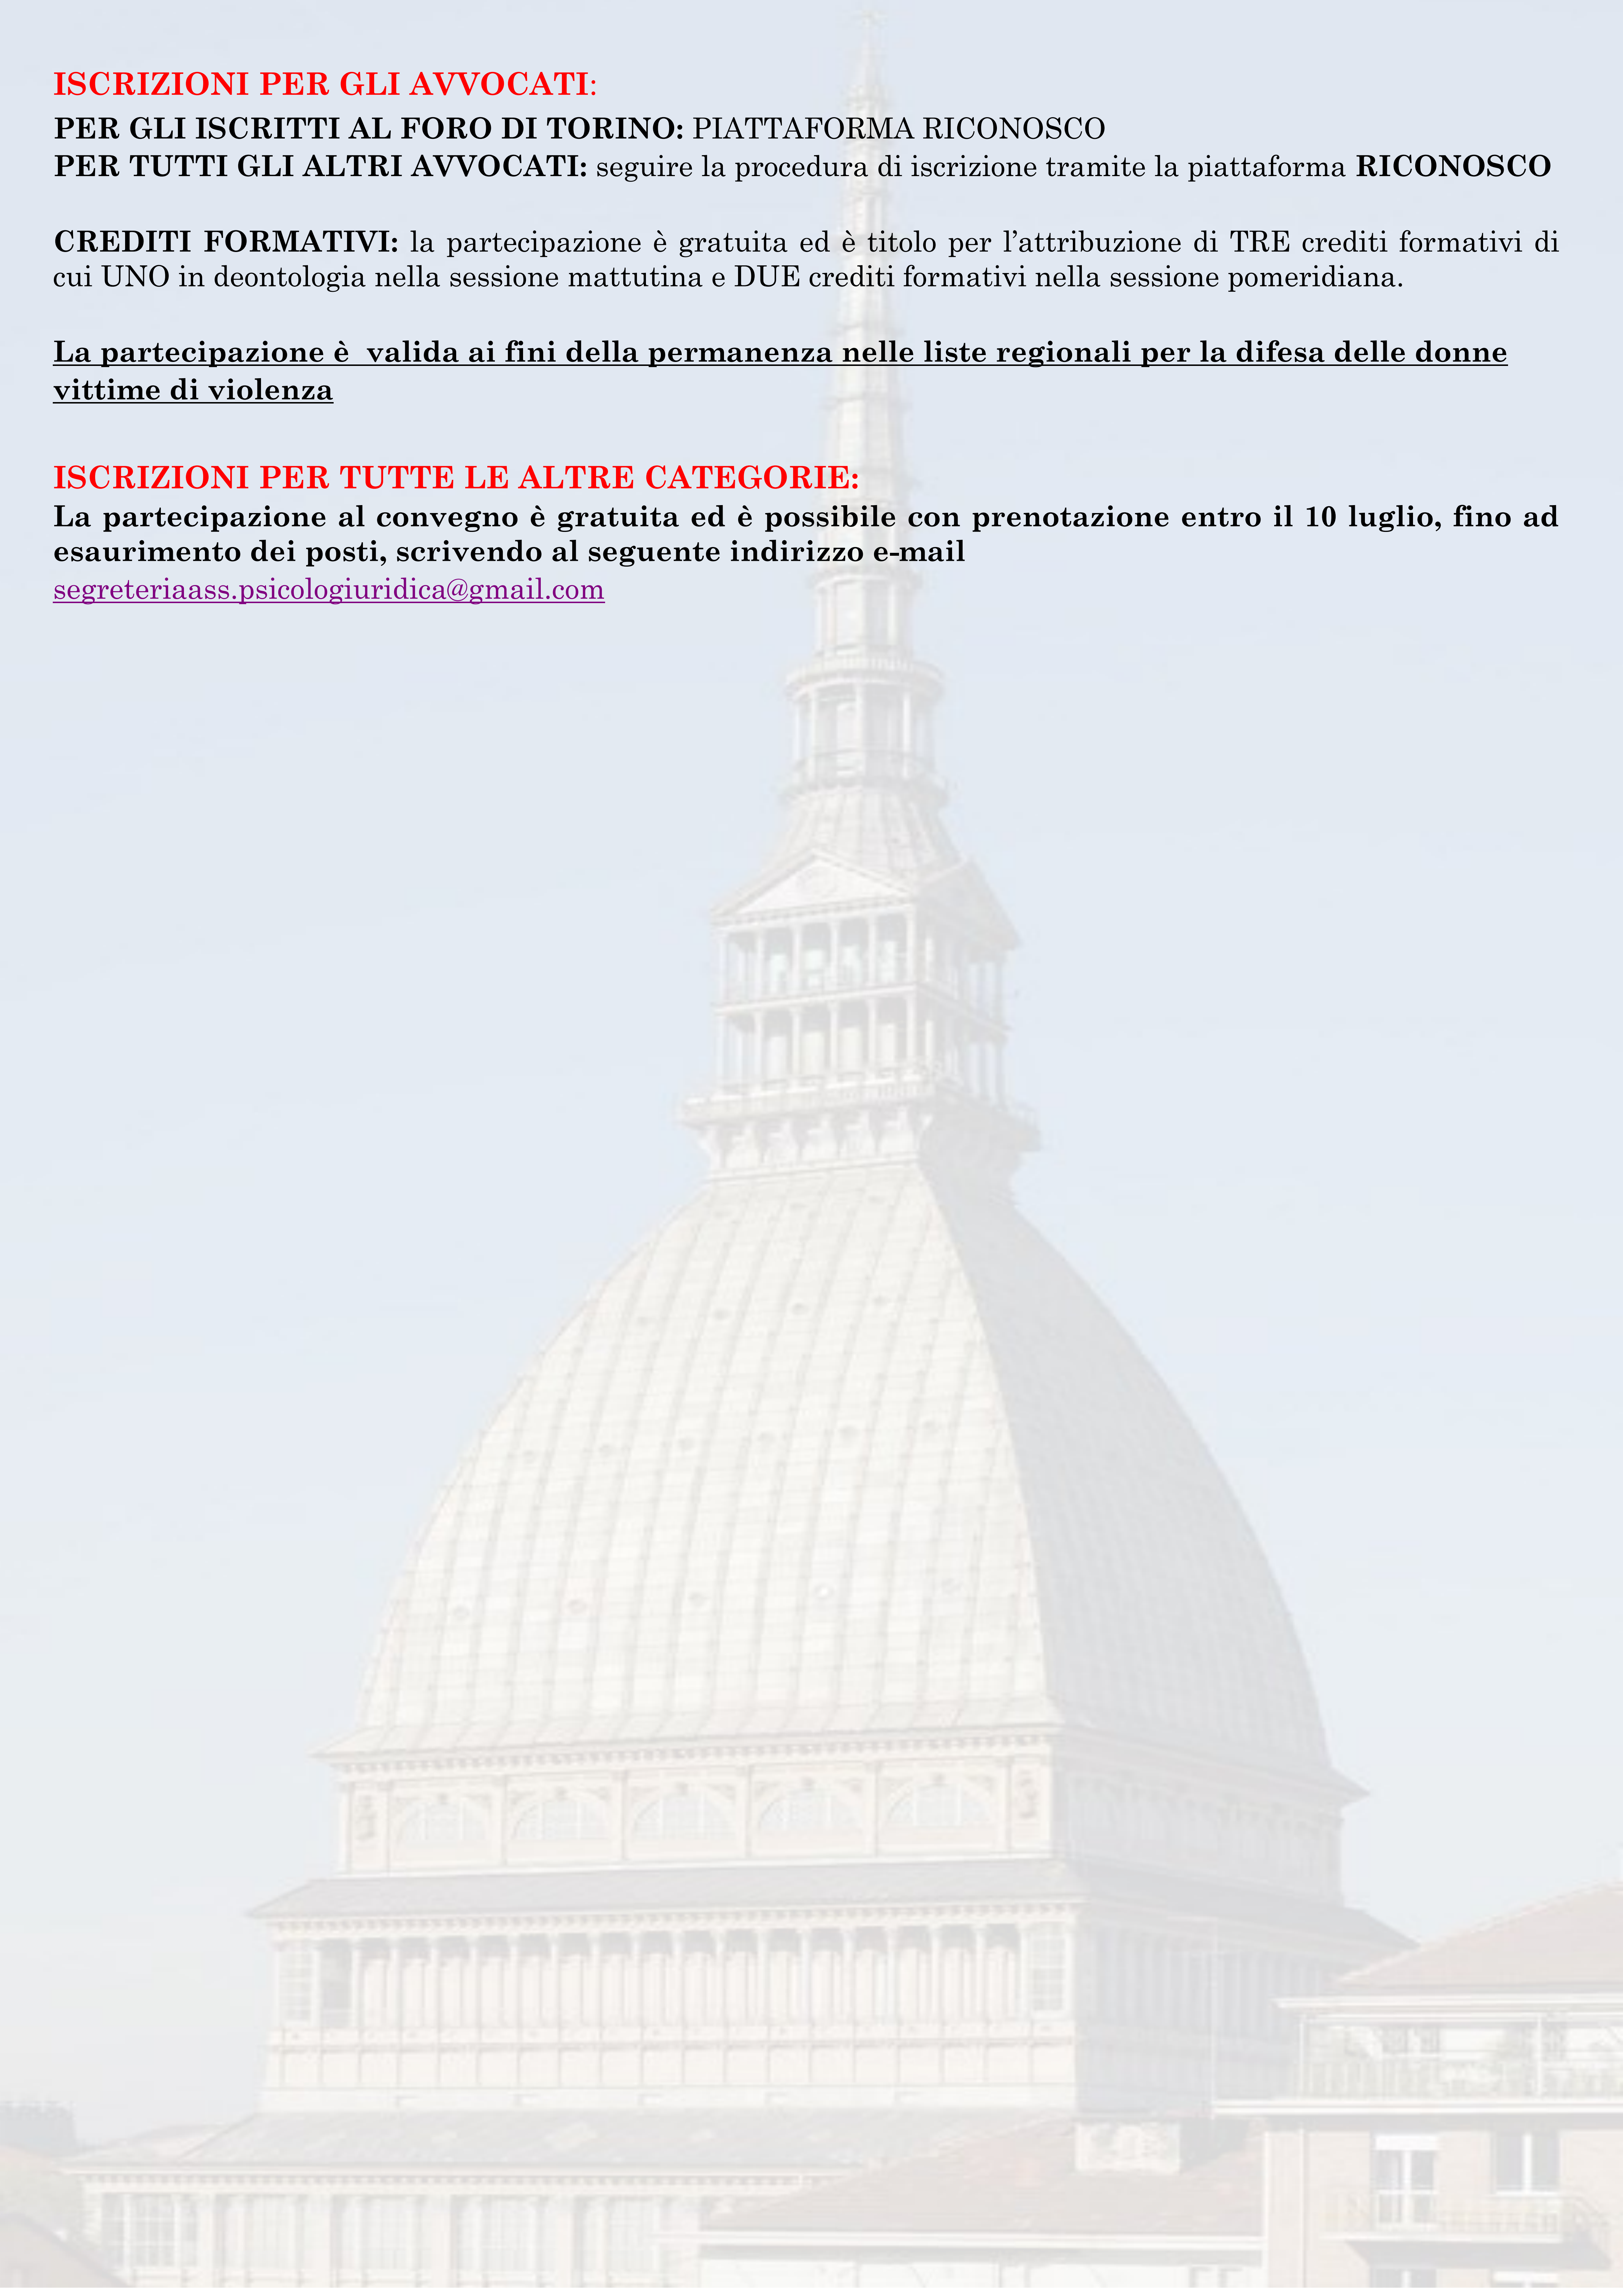 ISCRIZIONI PER GLI AVVOCATI:
PER GLI ISCRITTI AL FORO DI TORINO: PIATTAFORMA RICONOSCO
PER TUTTI GLI ALTRI AVVOCATI: seguire la procedura di iscrizione tramite la piattaforma RICONOSCO
CREDITI FORMATIVI: la partecipazione è gratuita ed è titolo per l’attribuzione di TRE crediti formativi di
cui UNO in deontologia nella sessione mattutina e DUE crediti formativi nella sessione pomeridiana.
La partecipazione è  valida ai fini della permanenza nelle liste regionali per la difesa delle donne
vittime di violenza
ISCRIZIONI PER TUTTE LE ALTRE CATEGORIE:
La partecipazione al convegno è gratuita ed è possibile con prenotazione entro il 10 luglio, fino ad
esaurimento dei posti, scrivendo al seguente indirizzo e-mail
segreteriaass.psicologiuridica@gmail.com